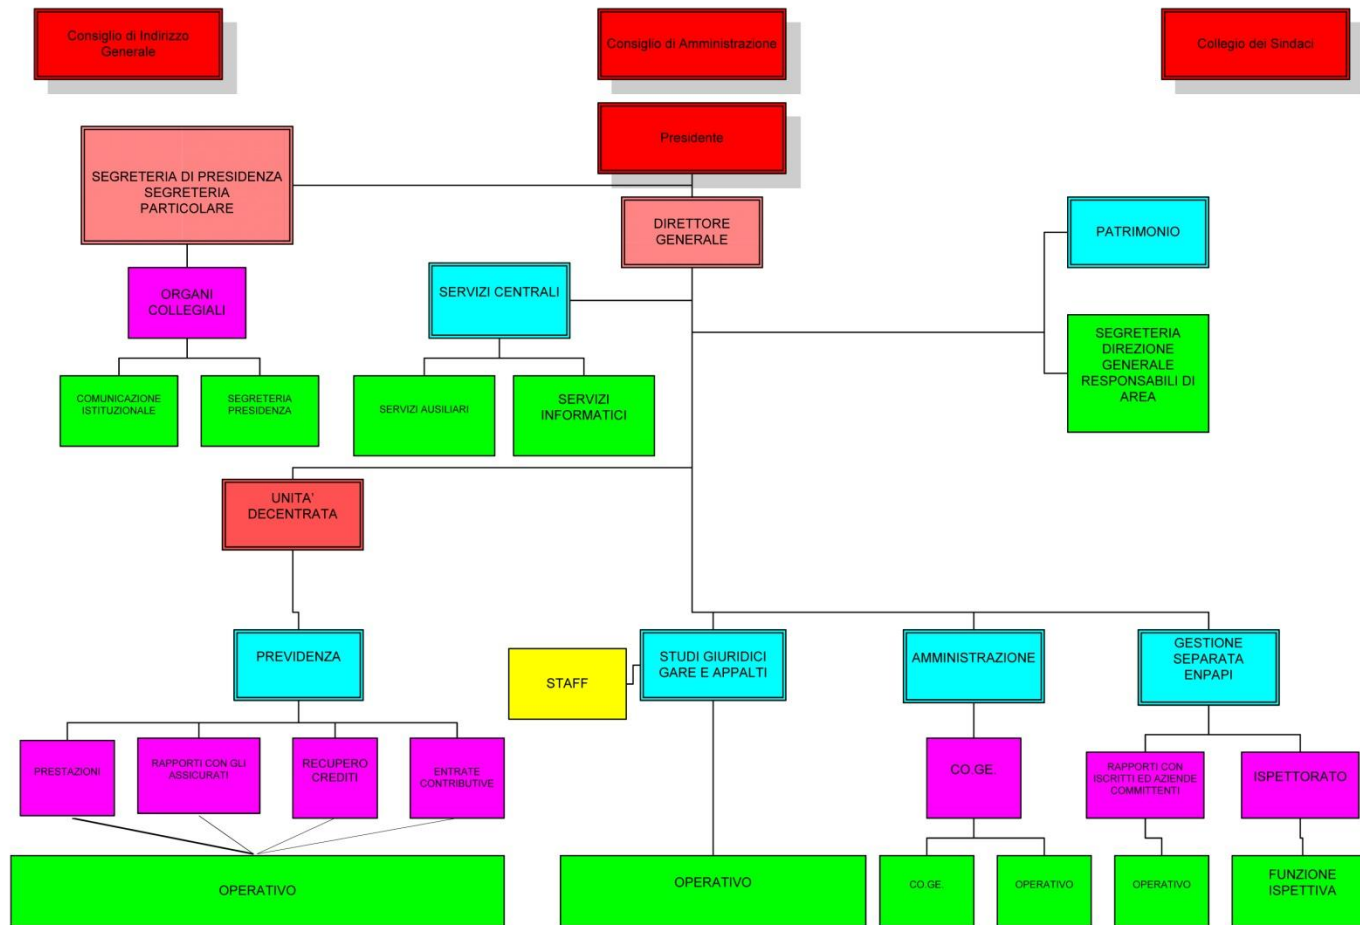 Consiglio di Indirizzo
Generale
Consiglio di Amministrazione
Collegio dei Sindaci
Presidente
SEGRETERIA DI PRESIDENZA
SEGRETERIA
PARTICOLARE
DIRETTORE
GENERALE
PATRIMONIO
ORGANI
COLLEGIALI
SERVIZI CENTRALI
SEGRETERIA
DIREZIONE
GENERALE
RESPONSABILI DI
AREA
COMUNICAZIONE
ISTITUZIONALE
SEGRETERIA
PRESIDENZA
SERVIZI AUSILIARI
SERVIZI
INFORMATICI
UNITA'
DECENTRATA
PREVIDENZA
STAFF
STUDI GIURIDICI
GARE E APPALTI
AMMINISTRAZIONE
GESTIONE
SEPARATA
ENPAPI
PRESTAZIONI
RAPPORTI CON GLI
ASSICURATI
RECUPERO
CREDITI
ENTRATE
CONTRIBUTIVE
CO.GE.
RAPPORTI CON
ISCRITTI ED AZIENDE
COMMITTENTI
ISPETTORATO
OPERATIVO
OPERATIVO
CO.GE.
OPERATIVO
OPERATIVO
FUNZIONE
ISPETTIVA